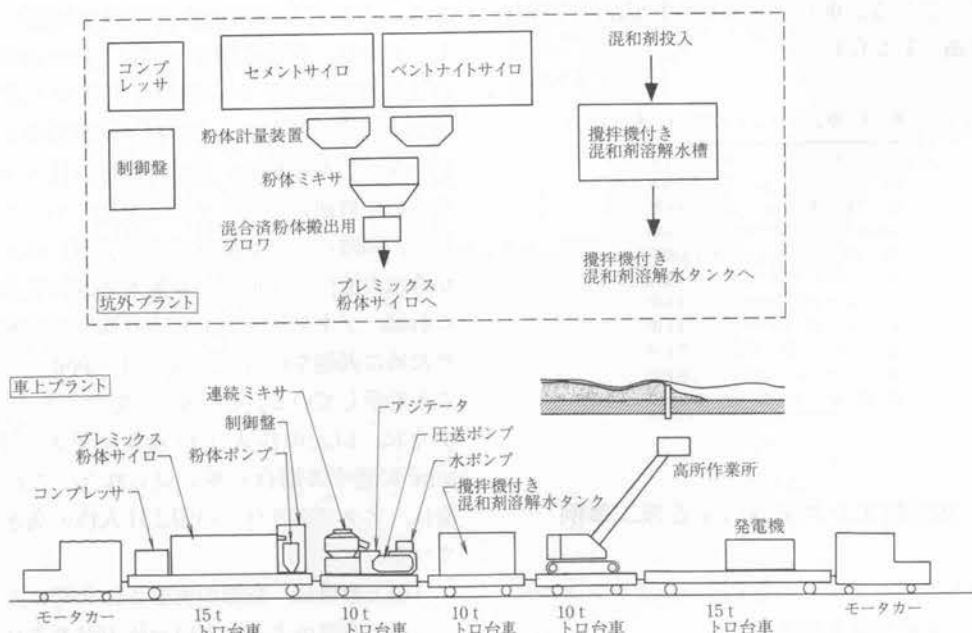 コンプ
レッサ
セメントサイロ
ベントナイトサイロ
混和剤投入
粉体計量装置
攪拌機付き
混和剤溶解水槽
制御盤
粉体ミキサ
混合済粉体搬出用
ブロワ
プレミックス
粉体サイロへ
攪拌機付き
混和剤溶解水タンクへ
坑外プラント
車上プラント
連続ミキサ
制御盤
粉体ポンプ
アジテータ
圧送ポンプ
水ポンプ
プレミックス
粉体サイロ
コンプレッサ
攪拌機付き
混和剤溶解水タンク
高所作業所
発電機
モータカー
15t
トロ台車
10t
トロ台車
10t
トロ台車
10t
トロ台車
15t
トロ台車
モータカー